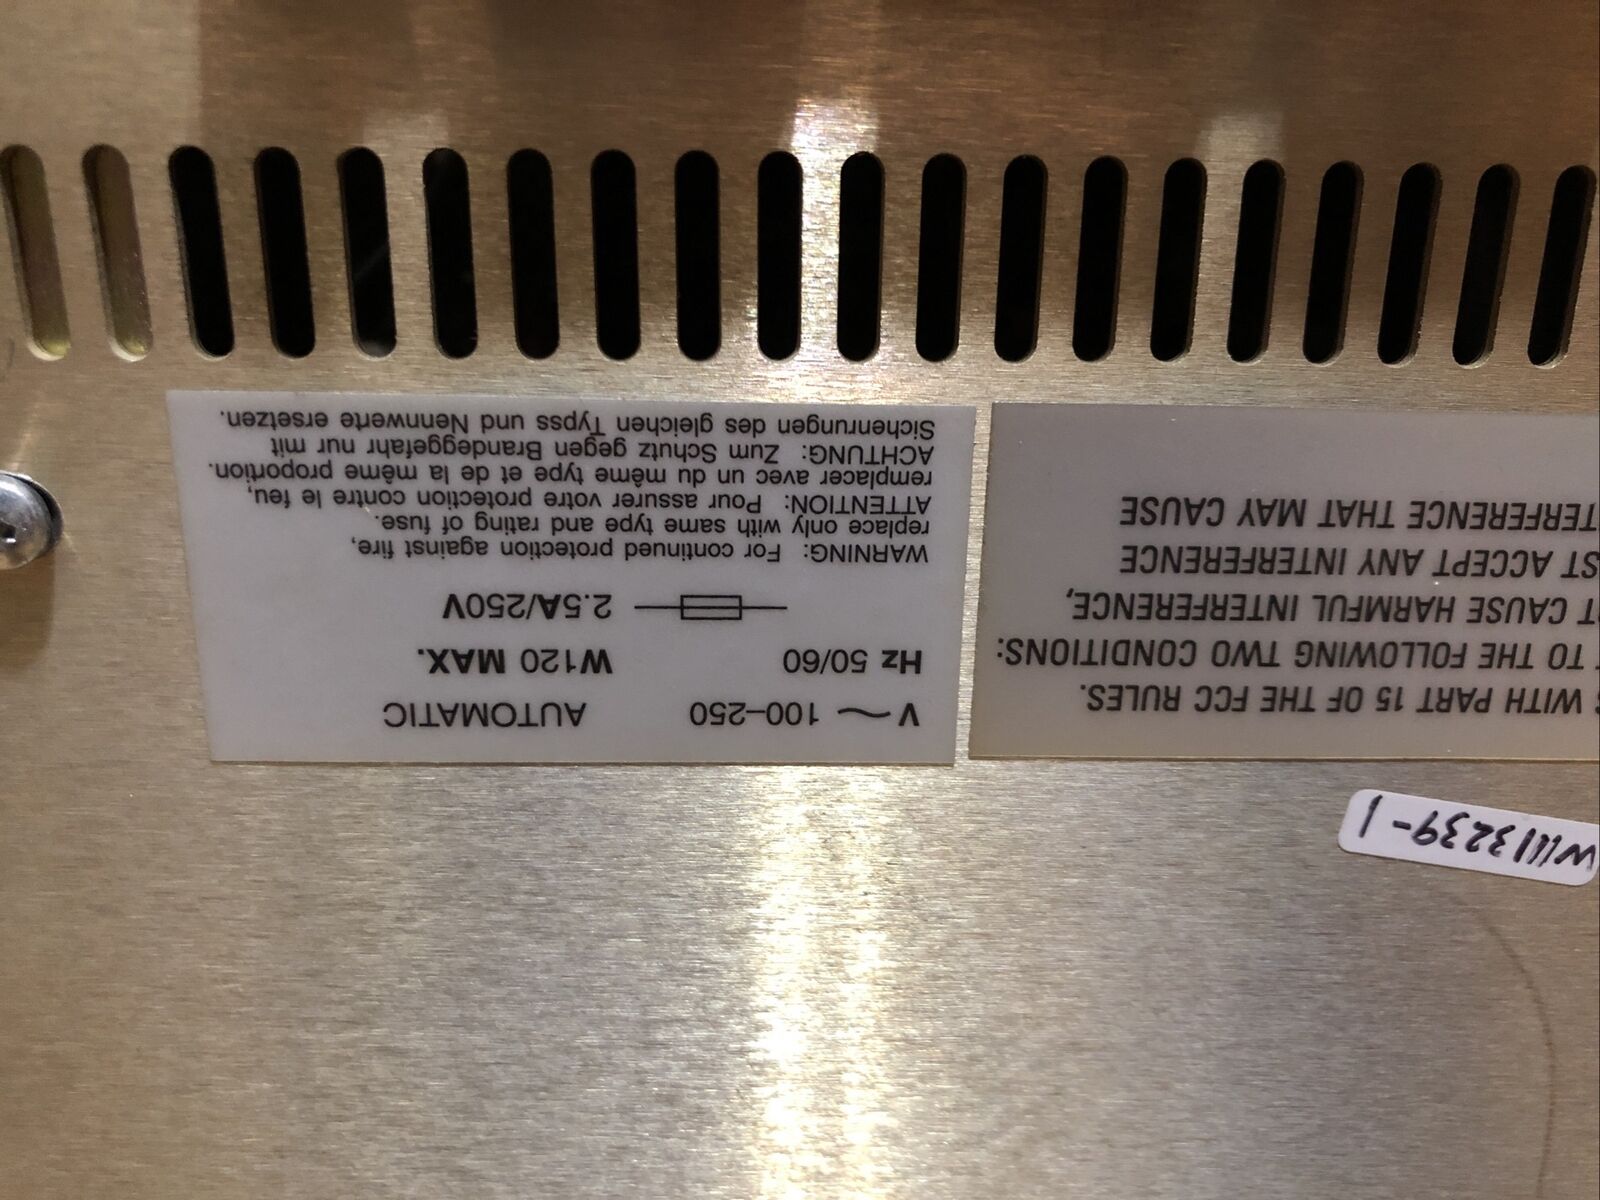 WITH PART 15 OF THE FCC RULES.
TO THE FOLLOWING TWO CONDITIONS:
CAUSE HARMFUL INTERFERENCE,
ST ACCEPT ANY INTERFERENCE
TERFERENCE THAT MAY CAUSE
V ~ 100–250 AUTOMATIC
Hz 50/60 W120 MAX.
2.5A/250V
WARNING: For continued protection against fire,
replace only with same type and rating of fuse.
ATTENTION: Pour assurer votre protection contre le feu,
remplacer avec un du même type et de la même proportion.
ACHTUNG: Zum Schutz gegen Brandeggefahr nur mit
Sichenrungen des gleichen Typss und Nennwerte ersetzen.